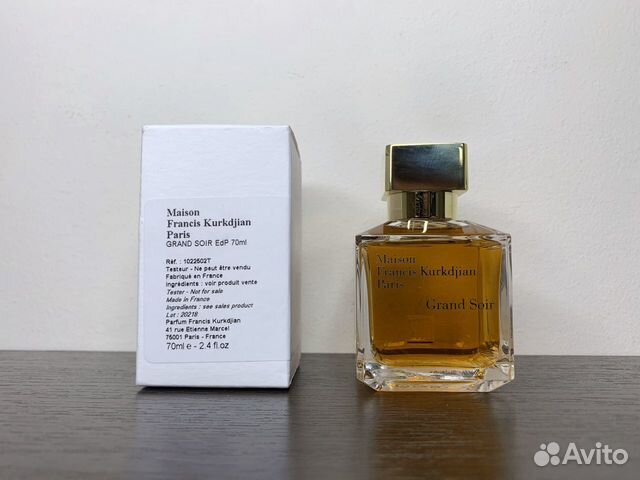 Maison
Francis Kurkdjian
Paris
GRAND SOIR EdP 70ml
Réf. : 1022502T
Testeur - Ne peut être vendu
Fabriqué en France
Ingrédients : voir produit vente
Tester - Not for sale
Made in France
Ingredients : see sales product
Lot : 20218
Parfum Francis Kurkdjian
41 rue Etienne Marcel
75001 Paris - France
70ml e - 2.4 fl.oz
Maison
Francis Kurkdjian
Paris
Grand Soir
Avito